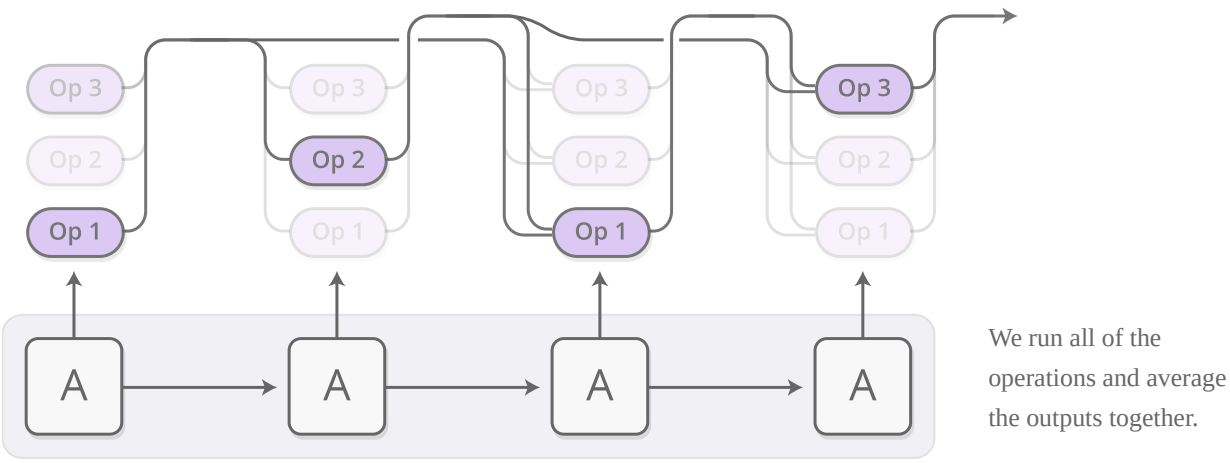 Op 3 Op 3 Op 3 Op 3
Op 2 Op 2 Op 2 Op 2
Op 1 Op 1 Op 1 Op 1
A A A A
We run all of the
operations and average
the outputs together.